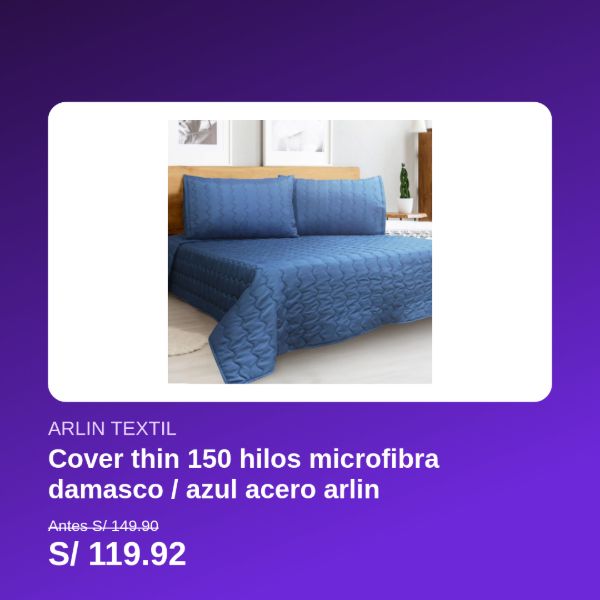 ARLIN TEXTIL
Cover thin 150 hilos microfibra
damasco / azul acero arlin
Antes S/ 149.90
S/ 119.92